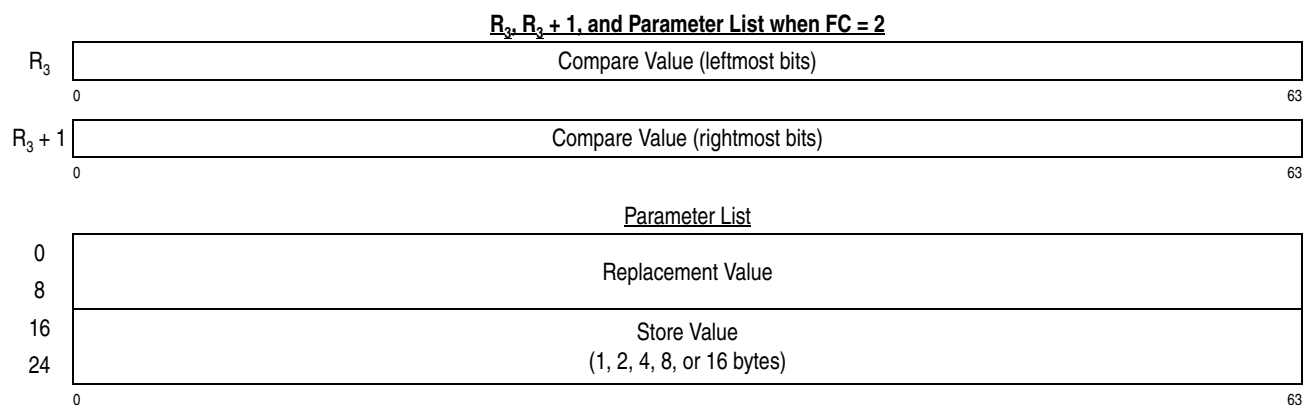 R3, R3 + 1, and Parameter List when FC = 2
R3 Compare Value (leftmost bits)
0 63
R3 + 1 Compare Value (rightmost bits)
0 63
Parameter List
0
Replacement Value
8
16
Store Value
(1, 2, 4, 8, or 16 bytes)
24
0 63